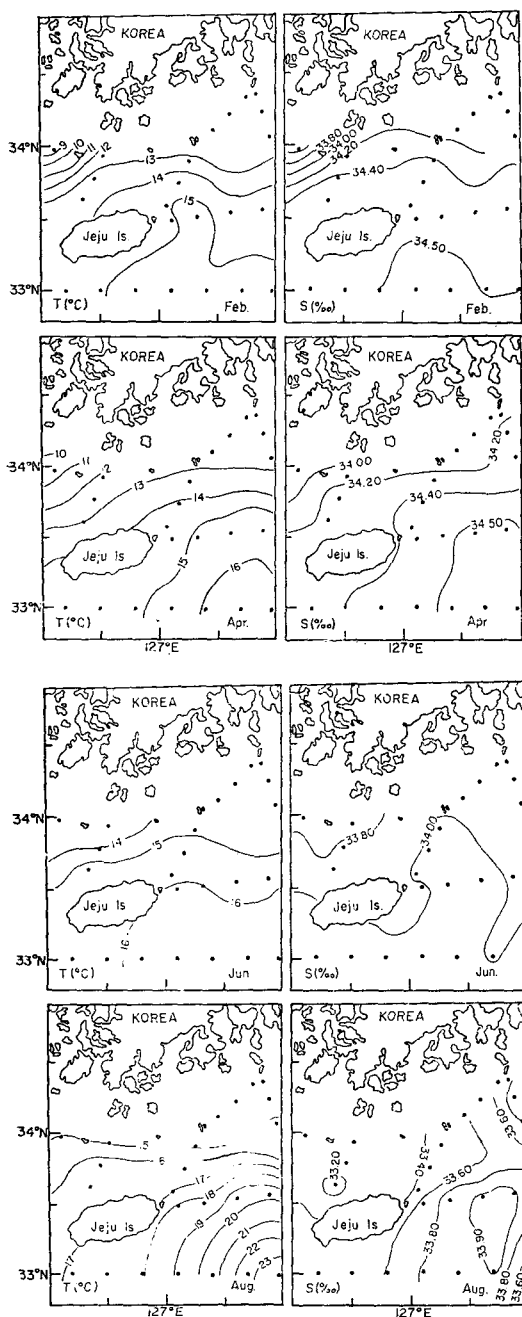 KOREA
KOREA
9
10
11
12
33.80
34.00
34.20
34°N
13
34.40
14
15
Jeju Is.
Jeju Is.
34.50
33°N
T (°C)
Feb.
S (‰)
Feb.
KOREA
KOREA
34.20
10
11
12
34°N
34.00
13
34.20
14
34.40
Jeju Is.
Jeju Is.
15
34.50
16
33°N
T (°C)
Apr.
S (‰)
Apr
127°E
127°E
KOREA
KOREA
34°N
14
15
33.80
34.00
Jeju Is.
16
Jeju Is.
16
33°N
T (°C)
Jun
S (‰)
Jun.
KOREA
KOREA
34°N
15
33.60
16
33.20
33.40
17
33.60
18
Jeju Is.
19
20
Jeju Is.
21
33.80
33.90
22
17
23
33.80
33.60
33°N
T (°C)
Aug.
S (‰)
Aug.
127°E
127°E